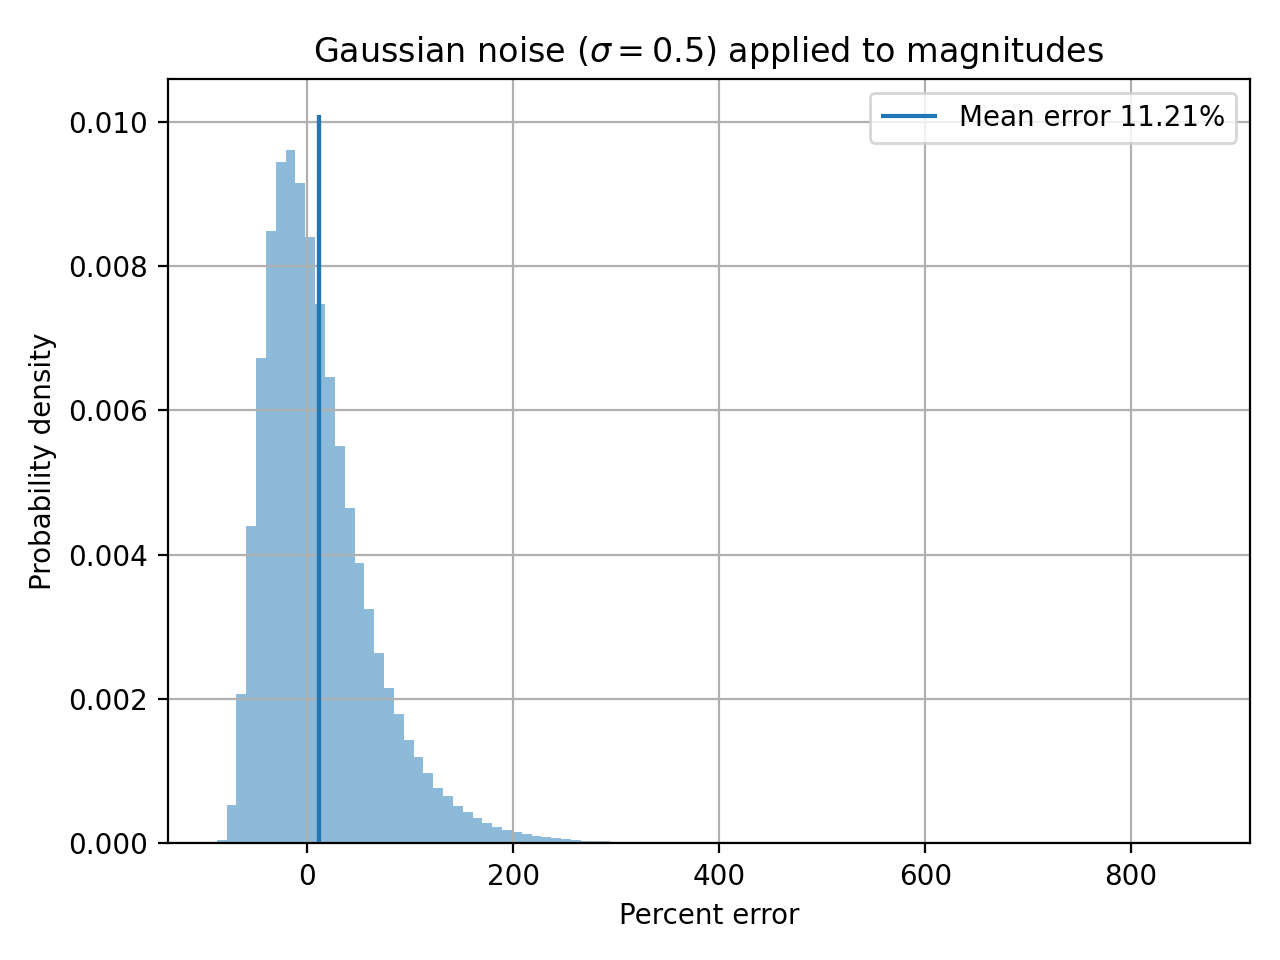 Gaussian noise (σ = 0.5) applied to magnitudes
Mean error 11.21%
0.010
0.008
0.006
0.004
0.002
0.000
Probability density
0 200 400 600 800
Percent error